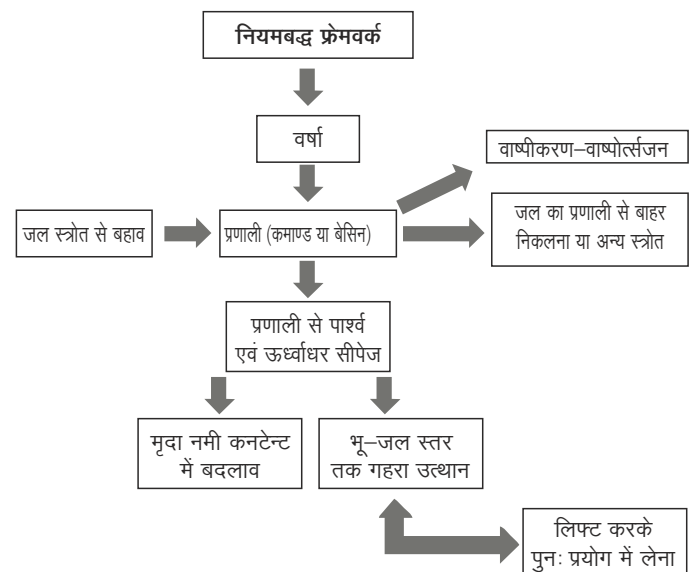 नियमबद्ध फ्रेमवर्क
वर्षा
वाष्पीकरण–वाष्पोर्त्सजन
जल स्त्रोत से बहाव
प्रणाली (कमाण्ड या बेसिन)
जल का प्रणाली से बाहर
निकलना या अन्य स्त्रोत
प्रणाली से पार्श्व
एवं ऊर्ध्वाधर सीपेज
मृदा नमी कनटेन्ट
में बदलाव
भू–जल स्तर
तक गहरा उत्थान
लिफ्ट करके
पुनः प्रयोग में लेना